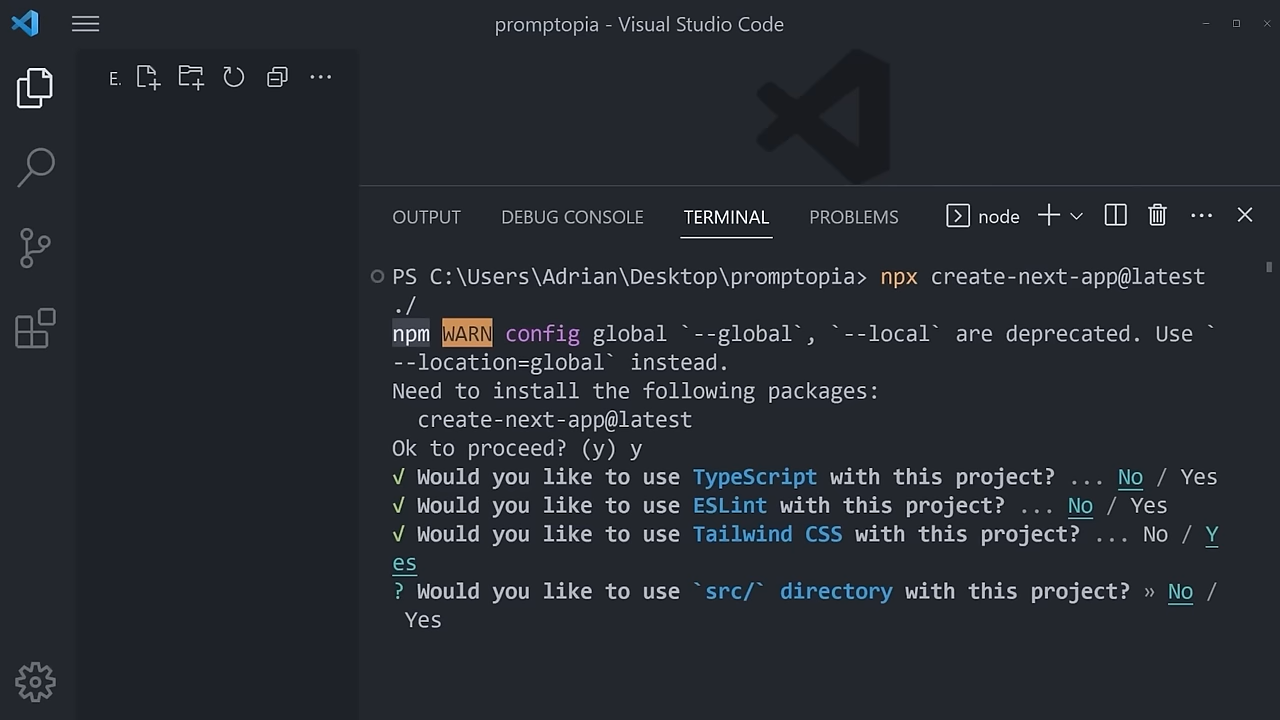 promptopia - Visual Studio Code
E.
OUTPUT DEBUG CONSOLE TERMINAL PROBLEMS node
PS C:\Users\Adrian\Desktop\promptopia> npx create-next-app@latest
./
npm WARN config global `--global`, `--local` are deprecated. Use `
--location=global` instead.
Need to install the following packages:
create-next-app@latest
Ok to proceed? (y) y
√ Would you like to use TypeScript with this project? ... No / Yes
√ Would you like to use ESLint with this project? ... No / Yes
√ Would you like to use Tailwind CSS with this project? ... No / Y
es
? Would you like to use `src/` directory with this project? » No /
Yes